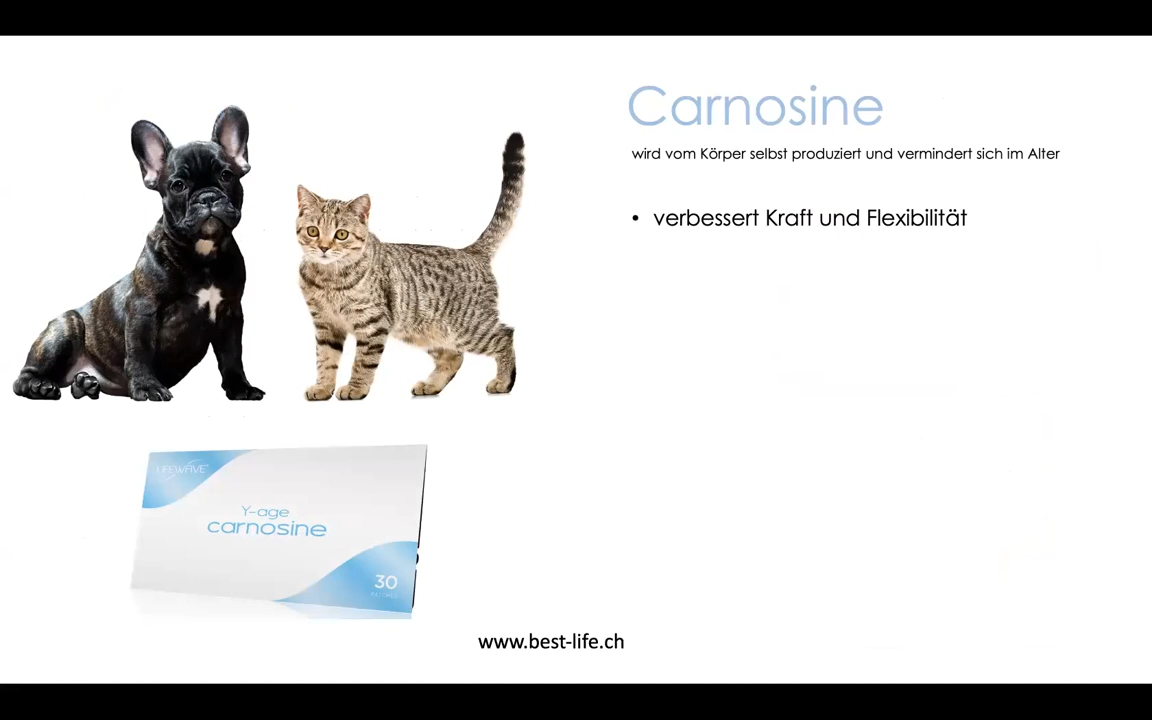 Carnosine
wird vom Körper selbst produziert und vermindert sich im Alter
• verbessert Kraft und Flexibilität
LIFEWAVE
Y-age
carnosine
30
PATCHES
www.best-life.ch